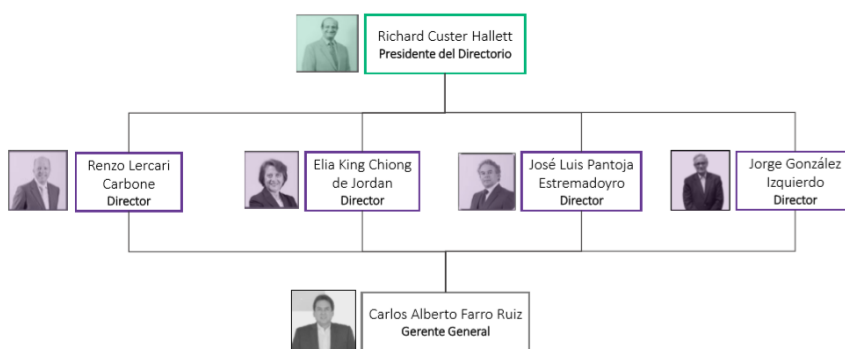 Richard Custer Hallett
Presidente del Directorio
Renzo Lercari
Carbone
Director
Elia King Chiong
de Jordan
Director
José Luis Pantoja
Estremadoyro
Director
Jorge González
Izquierdo
Director
Carlos Alberto Farro Ruiz
Gerente General